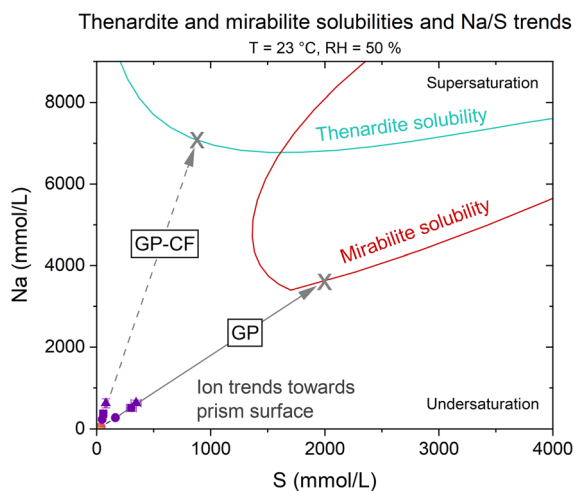 Thenardite and mirabilite solubilities and Na/S trends
T = 23 °C, RH = 50 %
Supersaturation
Thenardite solubility
Mirabilite solubility
GP-CF
GP
Ion trends towards
prism surface
Undersaturation
Na (mmol/L)
8000
6000
4000
2000
0
0
1000
2000
3000
4000
S (mmol/L)